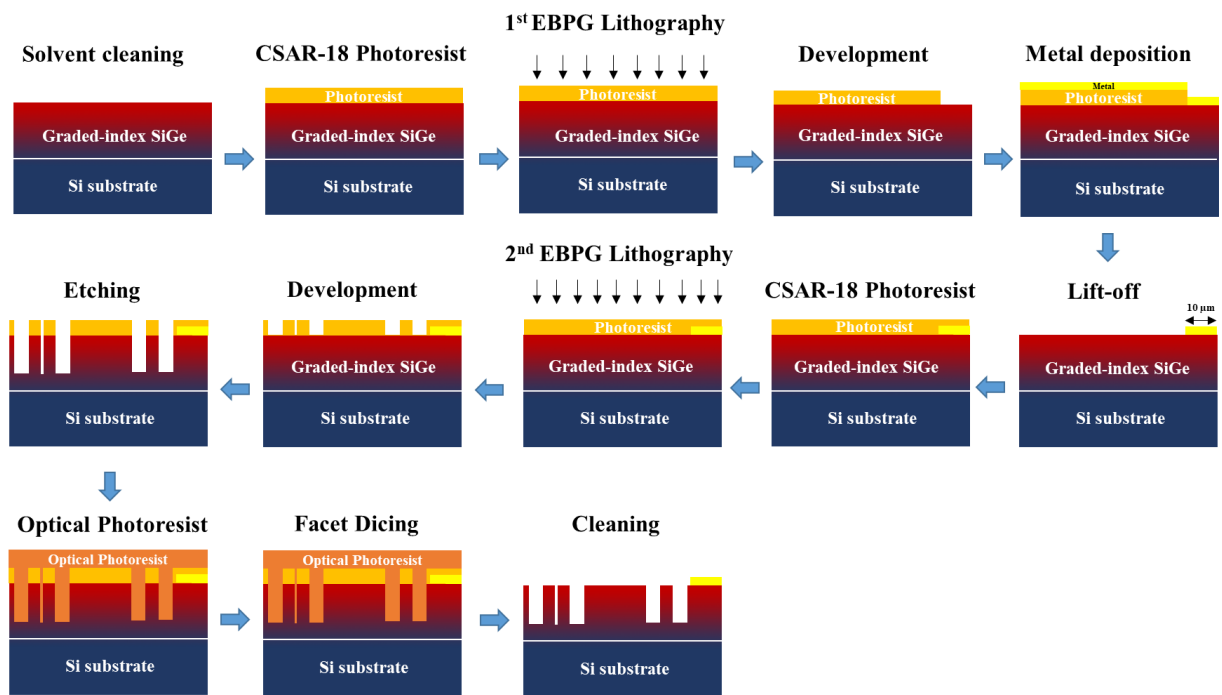 Solvent cleaning
CSAR-18 Photoresist
1st EBPG Lithography
Development
Metal deposition
Graded-index SiGe
Si substrate
Photoresist
Graded-index SiGe
Si substrate
Photoresist
Graded-index SiGe
Si substrate
Photoresist
Graded-index SiGe
Si substrate
Metal
Photoresist
Graded-index SiGe
Si substrate
Etching
Development
2nd EBPG Lithography
CSAR-18 Photoresist
Lift-off
Si substrate
Graded-index SiGe
Si substrate
Photoresist
Graded-index SiGe
Si substrate
Photoresist
Graded-index SiGe
Si substrate
10 μm
Graded-index SiGe
Si substrate
Optical Photoresist
Facet Dicing
Cleaning
Optical Photoresist
Si substrate
Optical Photoresist
Si substrate
Si substrate